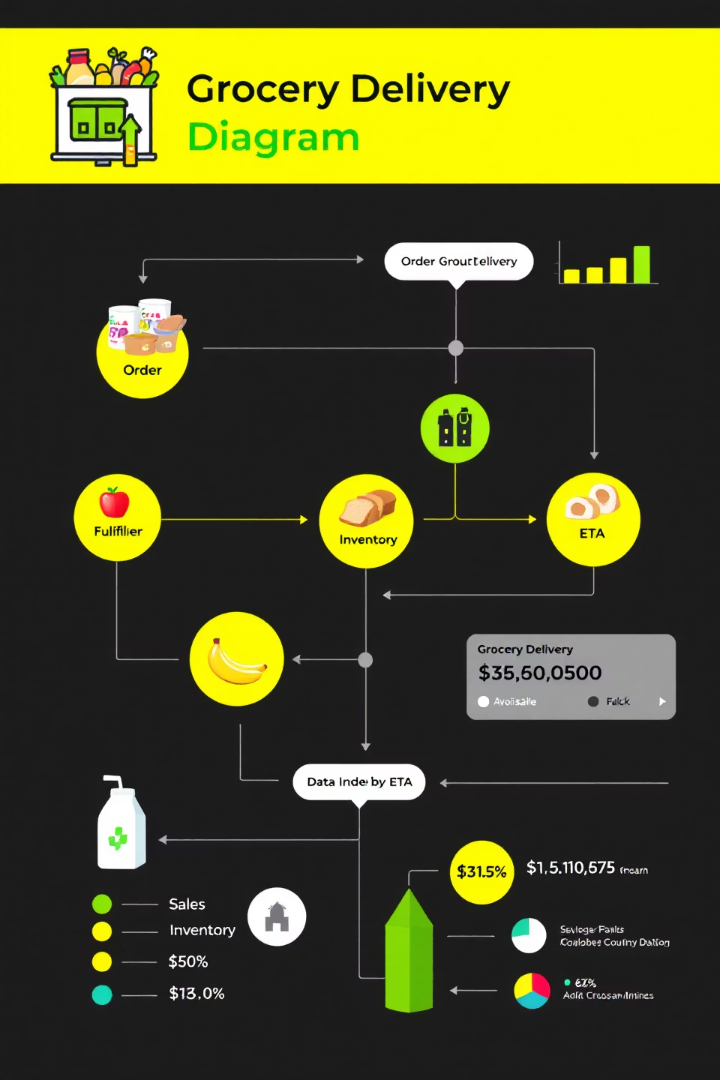 Grocery Delivery
Diagram
Order Grourtelivery
Order
Fulfiflier
Inventory
ETA
Grocery Delivery
$35,60,0500
Avoilsalle
Falck
Data Inde by ETA
$31.5%
$1,5.110,575
Sales
Inventory
$50%
$13.0%